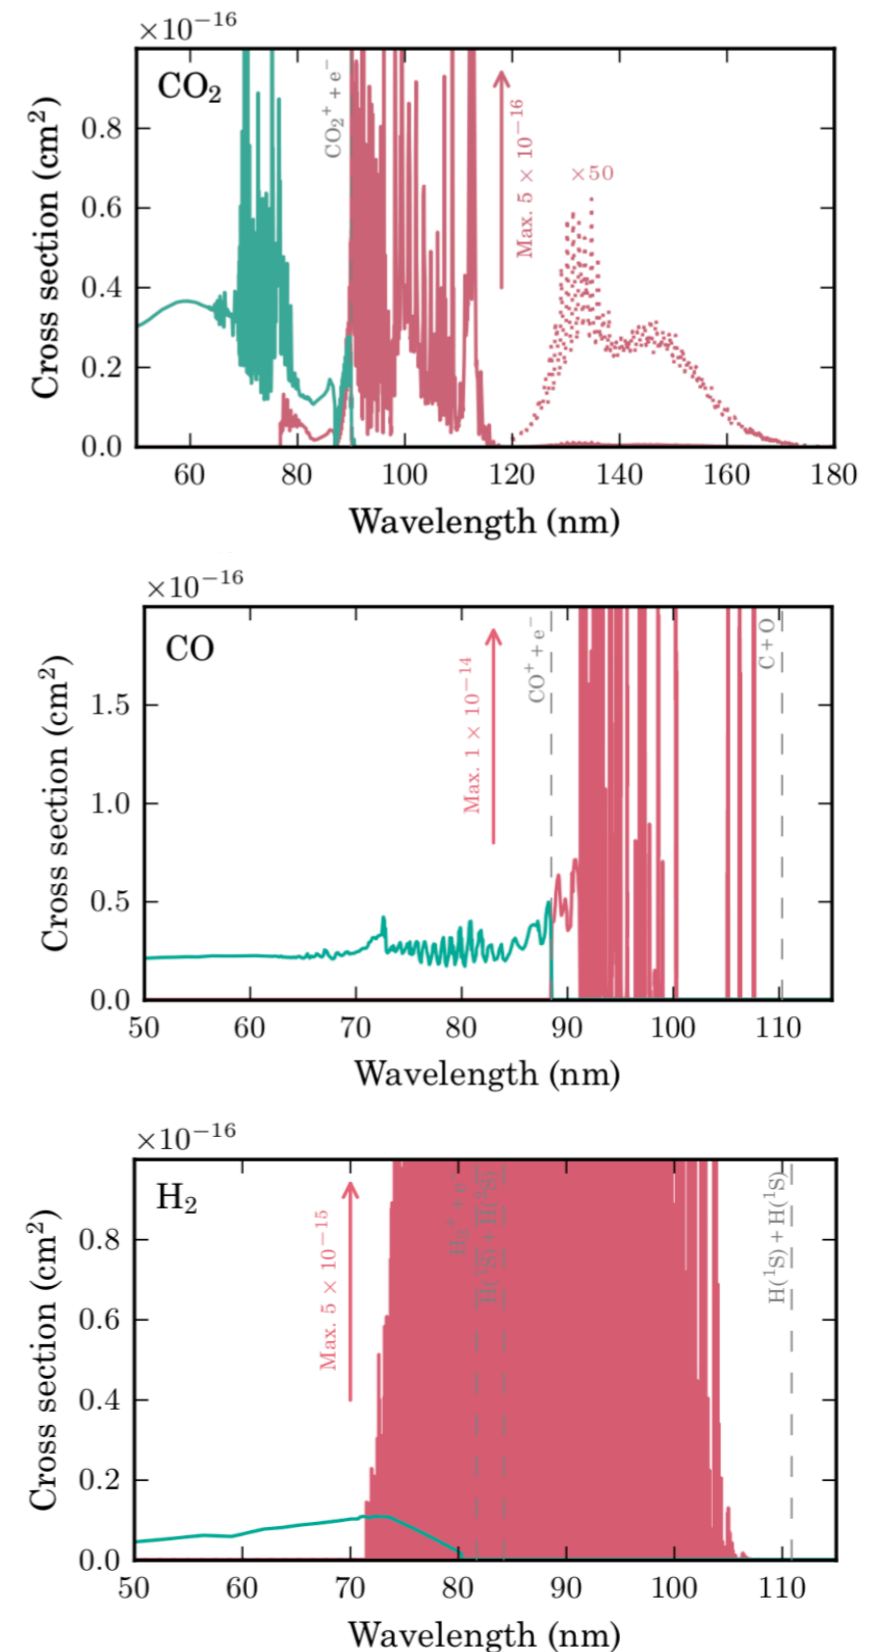 ×10⁻¹⁶
CO₂
CO₂⁺ + e⁻
Max. 5 × 10⁻¹⁶
×50
Cross section (cm²)
0.8
0.6
0.4
0.2
0.0
60 80 100 120 140 160 180
Wavelength (nm)
×10⁻¹⁶
CO
Max. 1 × 10⁻¹⁴
CO⁺ + e⁻
C + O
Cross section (cm²)
1.5
1.0
0.5
0.0
50 60 70 80 90 100 110
Wavelength (nm)
×10⁻¹⁶
H₂
Max. 5 × 10⁻¹⁵
H₂⁺ + e⁻
H(¹S) + H(²S)
H(¹S) + H(¹S)
Cross section (cm²)
0.8
0.6
0.4
0.2
0.0
50 60 70 80 90 100 110
Wavelength (nm)